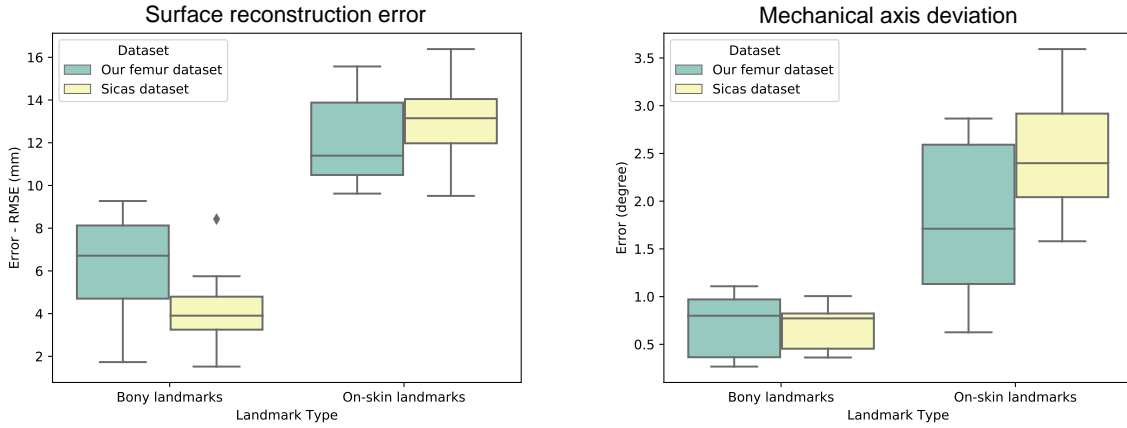 Surface reconstruction error
16
14
12
10
8
6
4
2
Error - RMSE (mm)
Dataset
Our femur dataset
Sicas dataset
Bony landmarks
On-skin landmarks
Landmark Type
Mechanical axis deviation
3.5
3.0
2.5
2.0
1.5
1.0
0.5
Error (degree)
Dataset
Our femur dataset
Sicas dataset
Bony landmarks
On-skin landmarks
Landmark Type